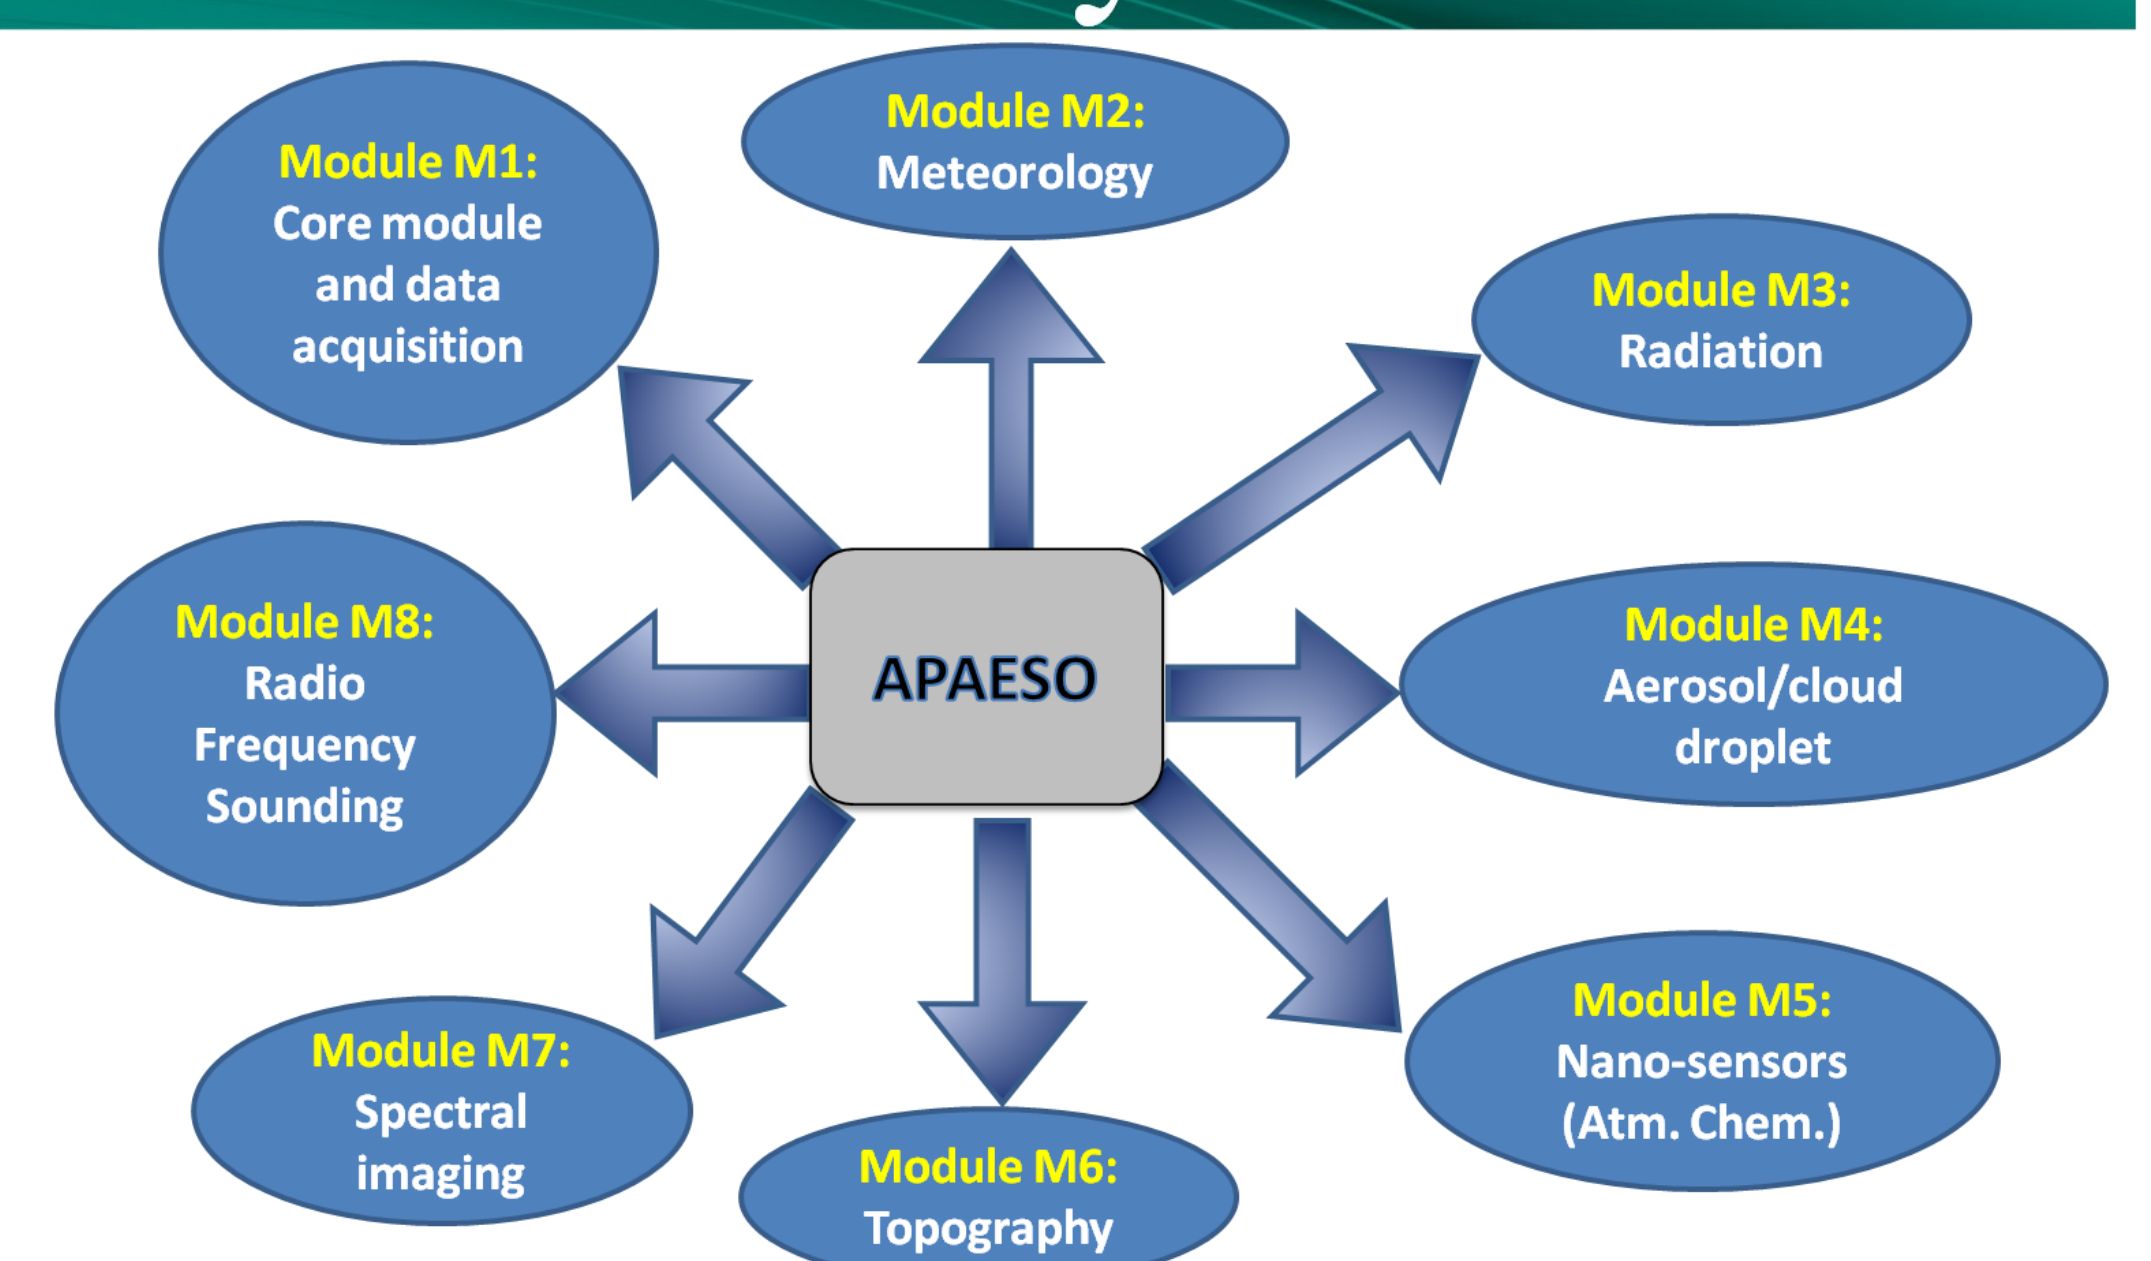 Module M1:
Core module
and data
acquisition
Module M2:
Meteorology
Module M3:
Radiation
Module M4:
Aerosol/cloud
droplet
Module M5:
Nano-sensors
(Atm. Chem.)
Module M6:
Topography
Module M7:
Spectral
imaging
Module M8:
Radio
Frequency
Sounding
APAESO